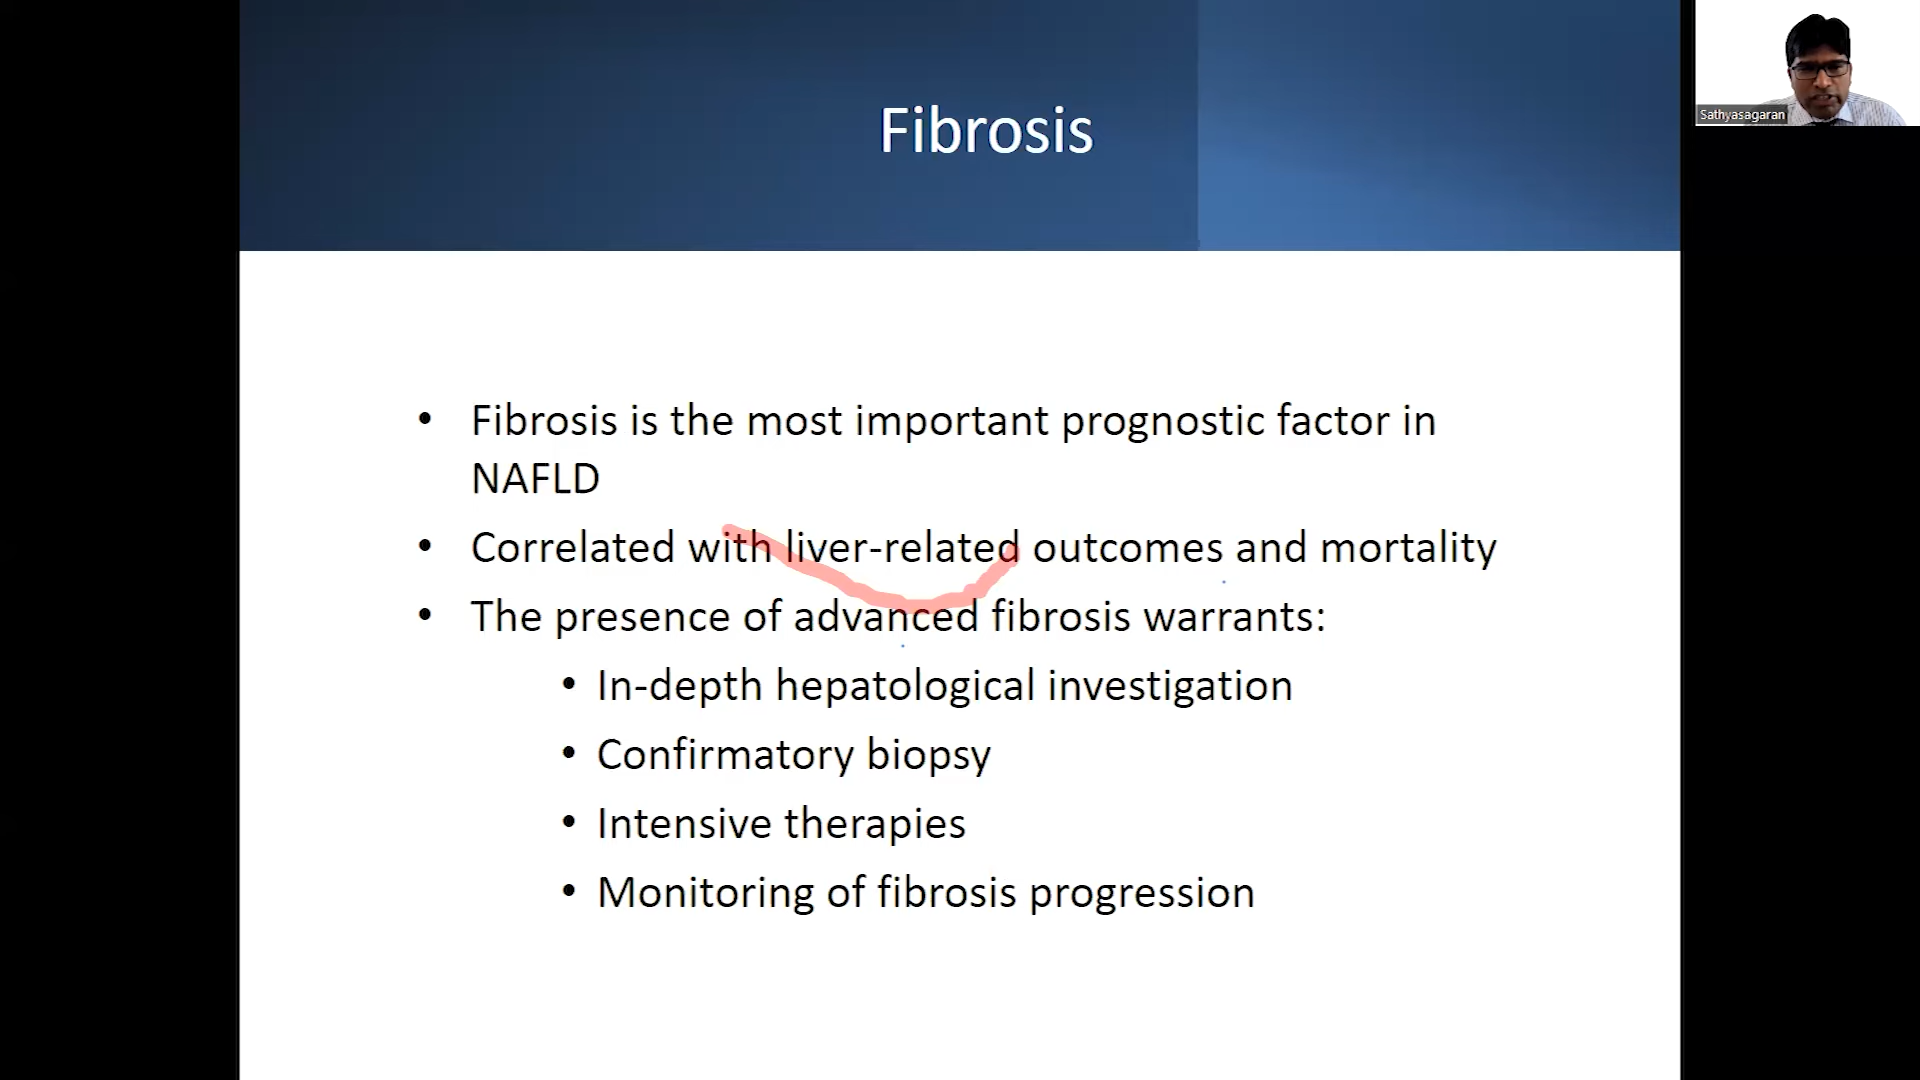 Fibrosis
Sathyasagaran
• Fibrosis is the most important prognostic factor in
NAFLD
• Correlated with liver-related outcomes and mortality
• The presence of advanced fibrosis warrants:
• In-depth hepatological investigation
• Confirmatory biopsy
• Intensive therapies
• Monitoring of fibrosis progression